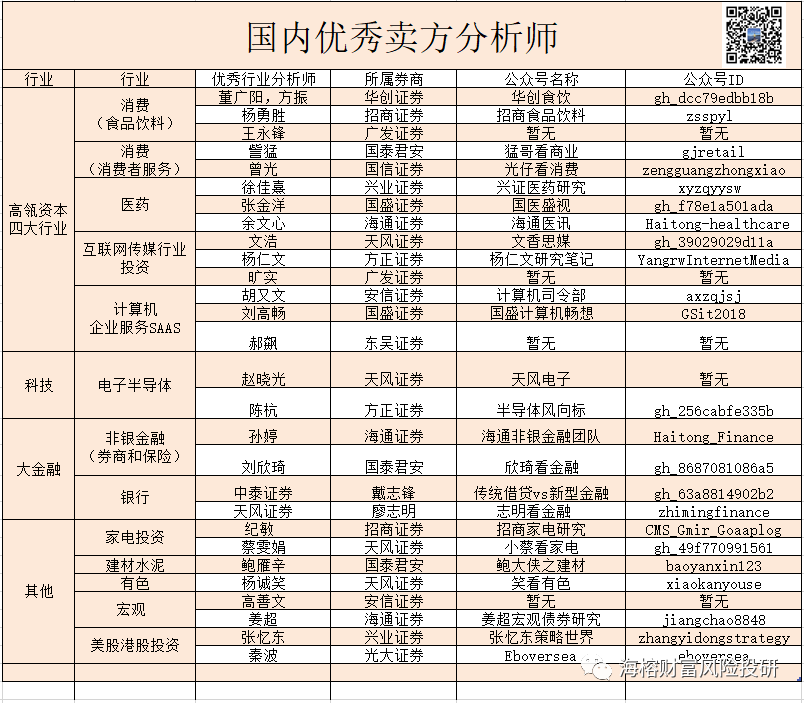 国内优秀卖方分析师
行业 行业 优秀行业分析师 所属券商 公众号名称 公众号ID
高瓴资本
四大行业
消费
（食品饮料）
董广阳，方振 华创证券 华创食饮 gh_dcc79edbb18b
杨勇胜 招商证券 招商食品饮料 zsspyl
王永锋 广发证券 暂无 暂无
消费
（消费者服务）
訾猛 国泰君安 猛哥看商业 gjretail
曾光 国信证券 光仔看消费 zengguangzhongxiao
医药
徐佳熹 兴业证券 兴证医药研究 xyzqyysw
张金洋 国盛证券 国医盛视 gh_f78e1a501ada
余文心 海通证券 海通医讯 Haitong-healthcare
互联网传媒行业
投资
文浩 天风证券 文香思媒 gh_39029029d11a
杨仁文 方正证券 杨仁文研究笔记 YangrwInternetMedia
旷实 广发证券 暂无 暂无
计算机
企业服务SAAS
胡又文 安信证券 计算机司令部 axzqjsj
刘高畅 国盛证券 国盛计算机畅想 GSit2018
郝飙 东吴证券 暂无 暂无
科技
电子半导体
赵晓光 天风证券 天风电子 暂无
陈杭 方正证券 半导体风向标 gh_256cabfe335b
大金融
非银金融
（券商和保险）
孙婷 海通证券 海通非银金融团队 Haitong_Finance
刘欣琦 国泰君安 欣琦看金融 gh_8687081086a5
银行
中泰证券 戴志锋 传统借贷vs新型金融 gh_63a8814902b2
天风证券 廖志明 志明看金融 zhimingfinance
其他
家电投资
纪敏 招商证券 招商家电研究 CMS_Gmir_Goaaplog
蔡雯娟 天风证券 小蔡看家电 gh_49f770991561
建材水泥 鲍雁辛 国泰君安 鲍大侠之建材 baoyanxin123
有色 杨诚笑 天风证券 笑看有色 xiaokanyouse
宏观
高善文 安信证券 暂无 暂无
姜超 海通证券 姜超宏观债券研究 jiangchao8848
美股港股投资
张忆东 兴业证券 张忆东策略世界 zhangyidongstrategy
秦波 光大证券 Eboversea eboversea
海榕财富风险投研